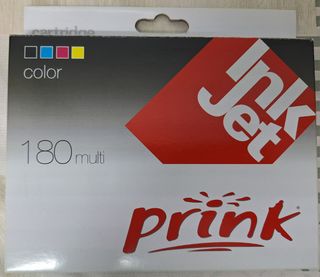 cartridge
color
Ink
Jet
180 multi
prink